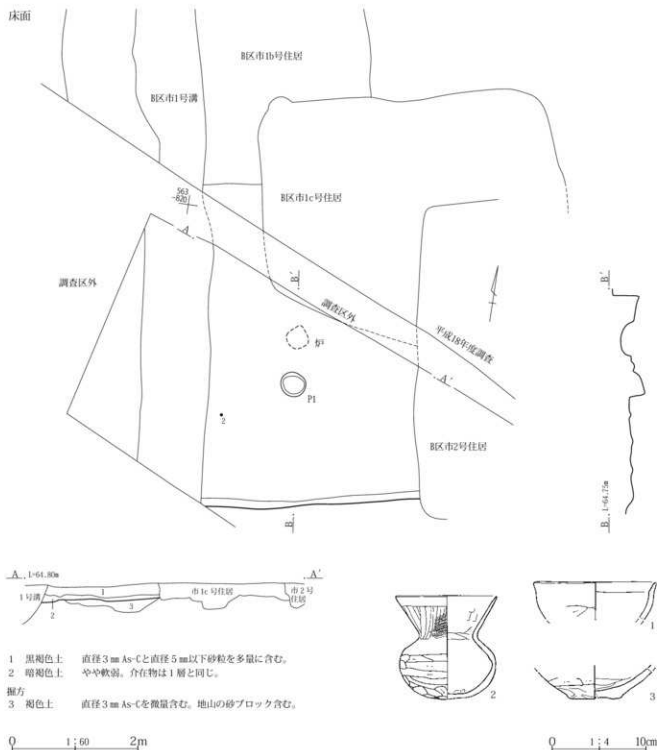 床面
B区市1b号住居
B区市1号溝
563
-820
B区市1c号住居
A
調査区外
B′
調査区外
平成18年度調査
炉
A′
P1
2
B区市2号住居
B
B′
B L=64.75m
A L=64.80m
A′
1号溝
1
2
3
市1c号住居
市2号
住居
1 黒褐色土 直径3㎜As-Cと直径5㎜以下砂粒を多量に含む。
2 暗褐色土 やや軟弱。介在物は1層と同じ。
掘方
3 褐色土 直径3㎜As-Cを微量含む。地山の砂ブロック含む。
0 1:60 2m
1
2
3
0 1:4 10cm